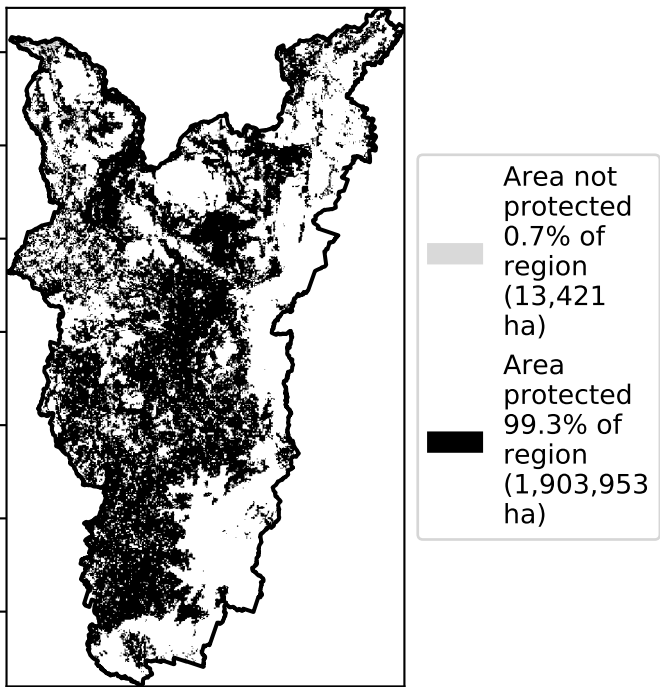 Area not
protected
0.7% of
region
(13,421
ha)
Area
protected
99.3% of
region
(1,903,953
ha)